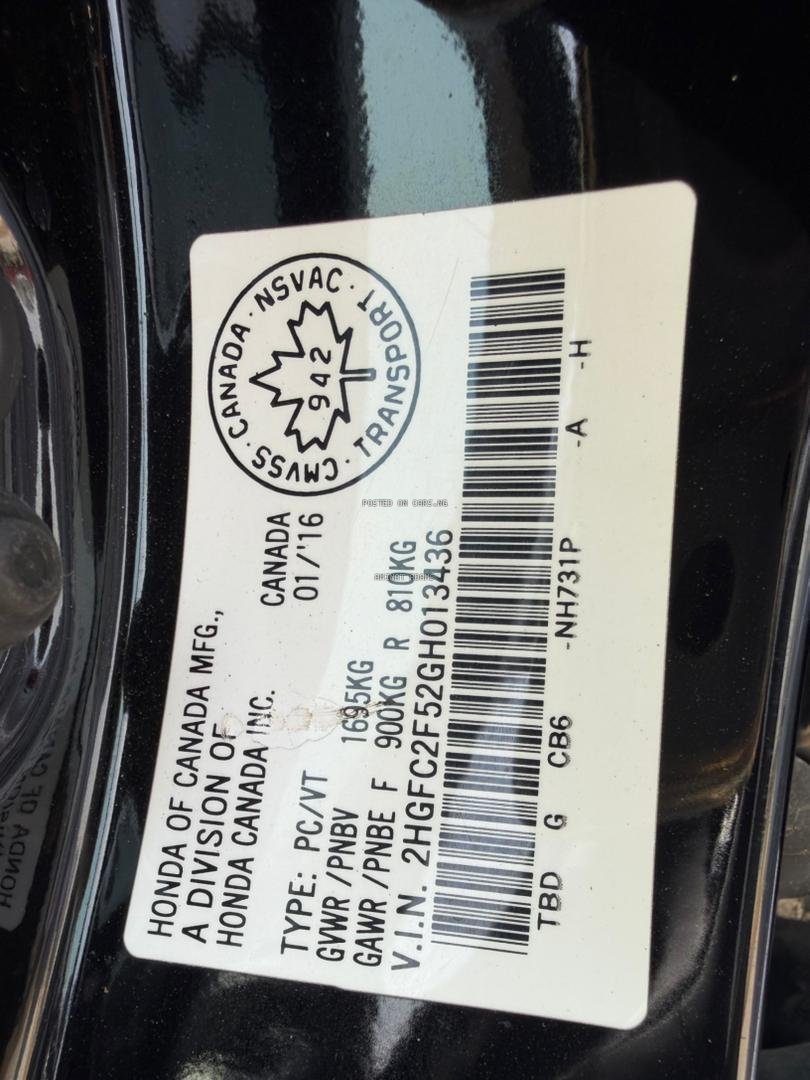 HONDA OF CANADA MFG.,
A DIVISION OF
HONDA CANADA INC.
CANADA
01/'16
CMVSS · CANADA · NSVAC · TRANSPORT
942
TYPE: PC/VT
GVWR/PNBV 1695KG
GAWR/PNBE F 900KG R 810KG
V.I.N. 2HGFC2F52GH013436
TBD G CB6 -NH731P -A -H
POSTED ON CARS.NG